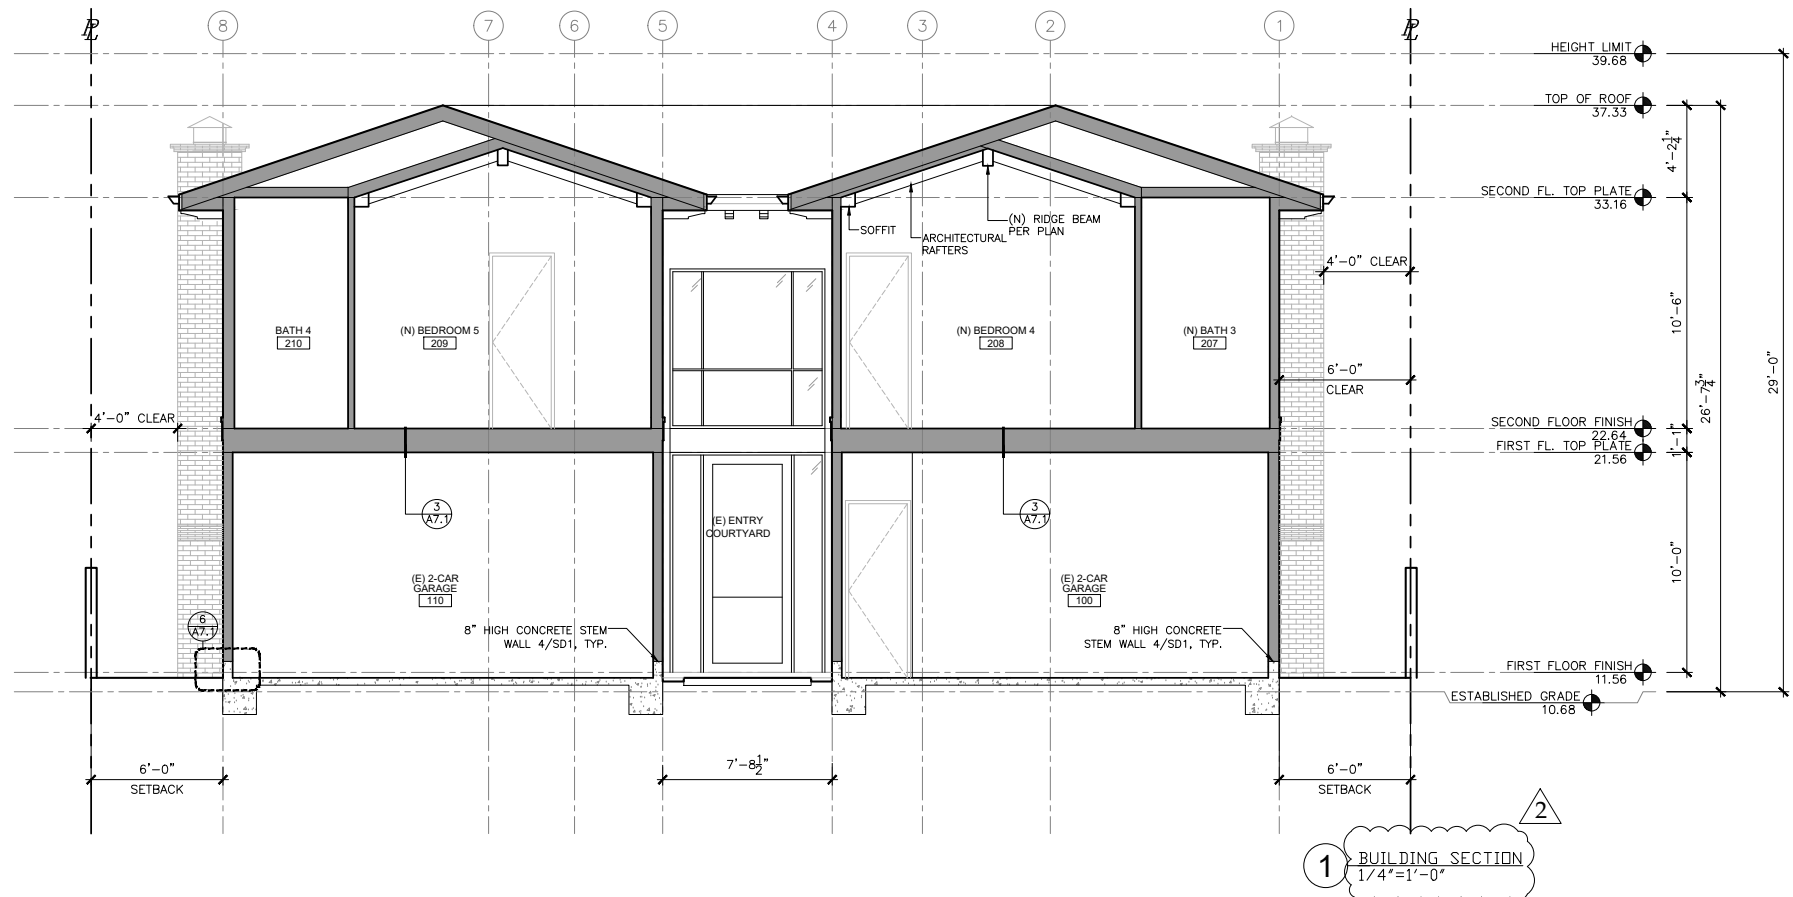 PL
8
7
6
5
4
3
2
1
PL
HEIGHT LIMIT
39.68
TOP OF ROOF
37.33
4'-2 1/4"
SECOND FL. TOP PLATE
33.16
(N) RIDGE BEAM
PER PLAN
SOFFIT
ARCHITECTURAL
RAFTERS
4'-0" CLEAR
BATH 4
210
(N) BEDROOM 5
209
(N) BEDROOM 4
208
(N) BATH 3
207
10'-6"
6'-0"
CLEAR
29'-0"
26'-7 3/4"
4'-0" CLEAR
SECOND FLOOR FINISH
22.64
FIRST FL. TOP PLATE
21.56
1'-1"
3
A7.1
3
A7.1
(E) ENTRY
COURTYARD
10'-0"
(E) 2-CAR
GARAGE
110
(E) 2-CAR
GARAGE
100
6
A7.1
8" HIGH CONCRETE STEM
WALL 4/SD1, TYP.
8" HIGH CONCRETE
STEM WALL 4/SD1, TYP.
FIRST FLOOR FINISH
11.56
ESTABLISHED GRADE
10.68
6'-0"
SETBACK
7'-8 1/2"
6'-0"
SETBACK
2
1
BUILDING SECTION
1/4"=1'-0"